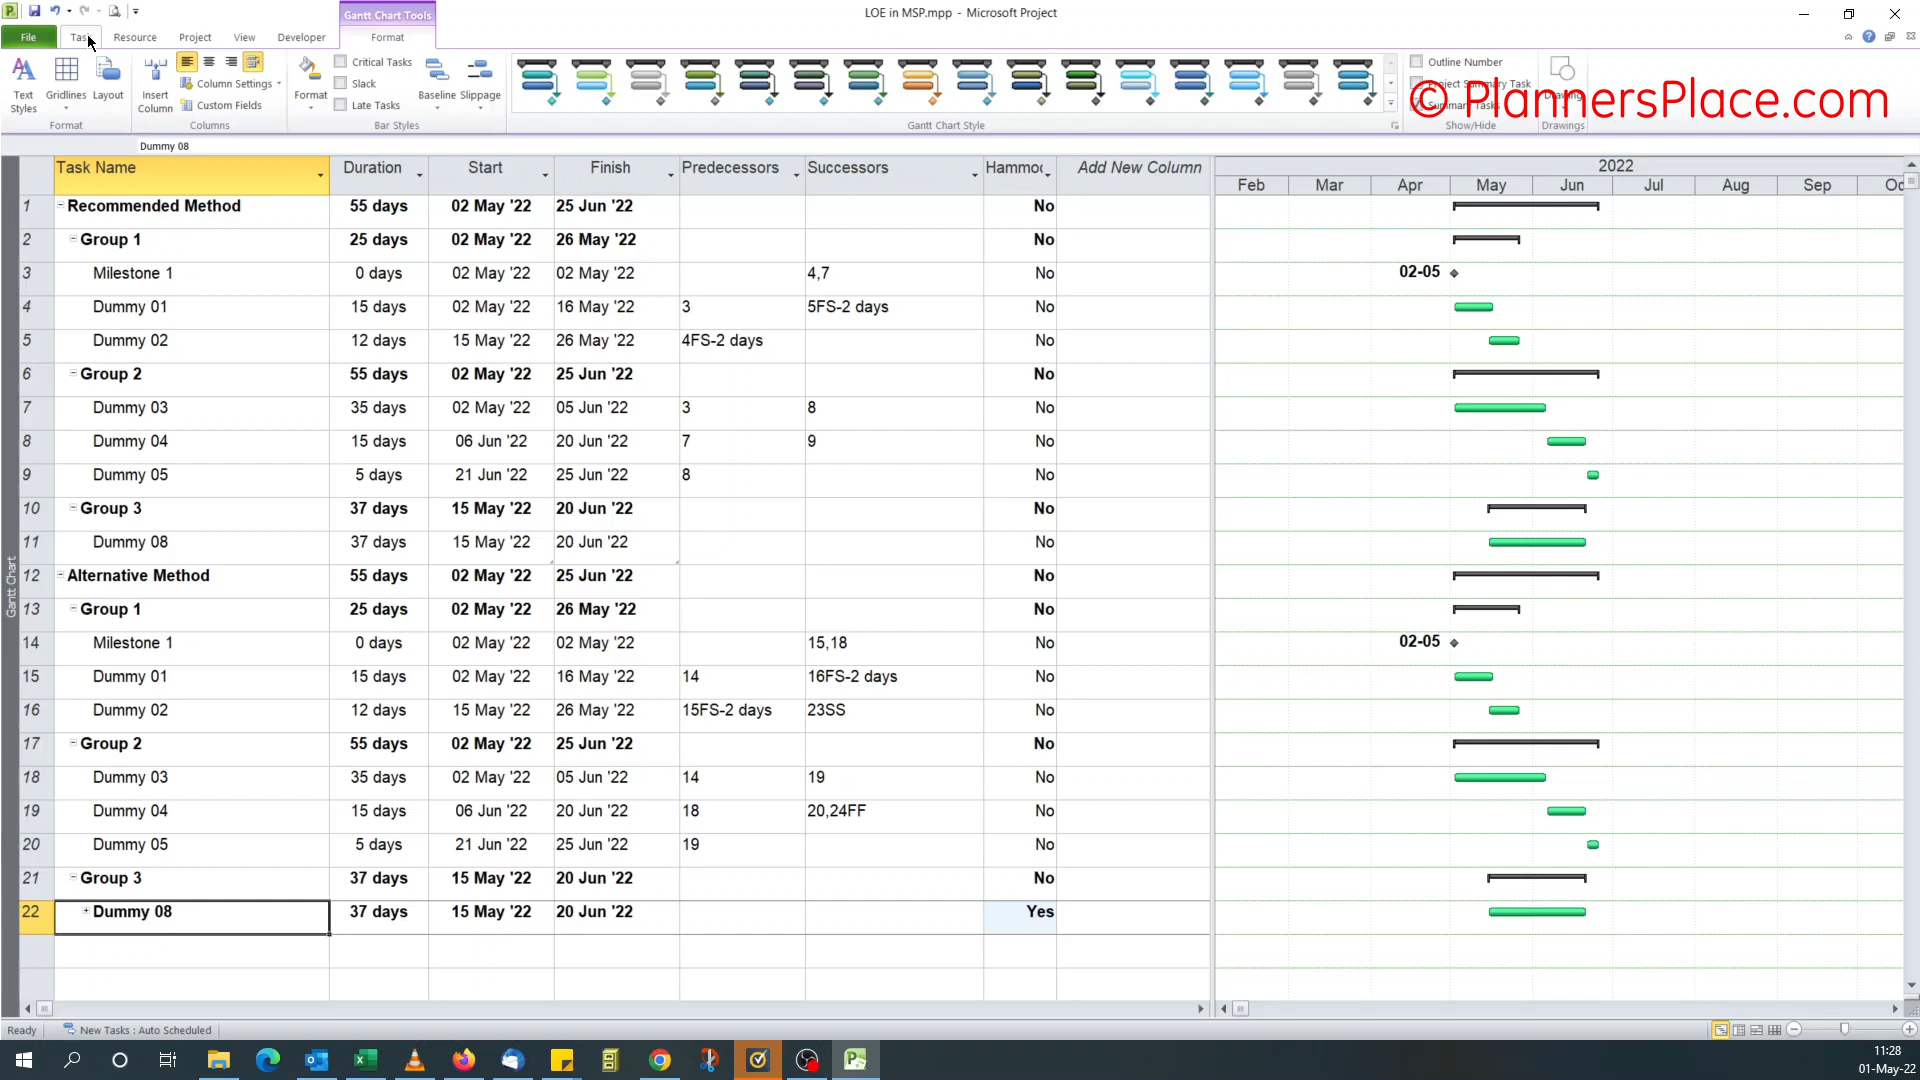 LOE in MSP.mpp - Microsoft Project
Gantt Chart Tools
File Task Resource Project View Developer Format
Text Styles
Gridlines
Layout
Format
Insert Column
Column Settings
Custom Fields
Columns
Format
Critical Tasks
Slack
Late Tasks
Bar Styles
Baseline Slippage
Gantt Chart Style
Outline Number
Project Summary Task
Summary Tasks
Show/Hide
Drawing
Drawings
© PlannersPlace.com
Dummy 08
Task Name Duration Start Finish Predecessors Successors Hammoc Add New Column
2022
Feb Mar Apr May Jun Jul Aug Sep Oc
1 Recommended Method 55 days 02 May '22 25 Jun '22 No
2 Group 1 25 days 02 May '22 26 May '22 No
3 Milestone 1 0 days 02 May '22 02 May '22 4,7 No 02-05
4 Dummy 01 15 days 02 May '22 16 May '22 3 5FS-2 days No
5 Dummy 02 12 days 15 May '22 26 May '22 4FS-2 days No
6 Group 2 55 days 02 May '22 25 Jun '22 No
7 Dummy 03 35 days 02 May '22 05 Jun '22 3 8 No
8 Dummy 04 15 days 06 Jun '22 20 Jun '22 7 9 No
9 Dummy 05 5 days 21 Jun '22 25 Jun '22 8 No
10 Group 3 37 days 15 May '22 20 Jun '22 No
11 Dummy 08 37 days 15 May '22 20 Jun '22 No
12 Alternative Method 55 days 02 May '22 25 Jun '22 No
13 Group 1 25 days 02 May '22 26 May '22 No
14 Milestone 1 0 days 02 May '22 02 May '22 15,18 No 02-05
15 Dummy 01 15 days 02 May '22 16 May '22 14 16FS-2 days No
16 Dummy 02 12 days 15 May '22 26 May '22 15FS-2 days 23SS No
17 Group 2 55 days 02 May '22 25 Jun '22 No
18 Dummy 03 35 days 02 May '22 05 Jun '22 14 19 No
19 Dummy 04 15 days 06 Jun '22 20 Jun '22 18 20,24FF No
20 Dummy 05 5 days 21 Jun '22 25 Jun '22 19 No
21 Group 3 37 days 15 May '22 20 Jun '22 No
22 Dummy 08 37 days 15 May '22 20 Jun '22 Yes
Gantt Chart
Ready New Tasks : Auto Scheduled
11:28
01-May-22